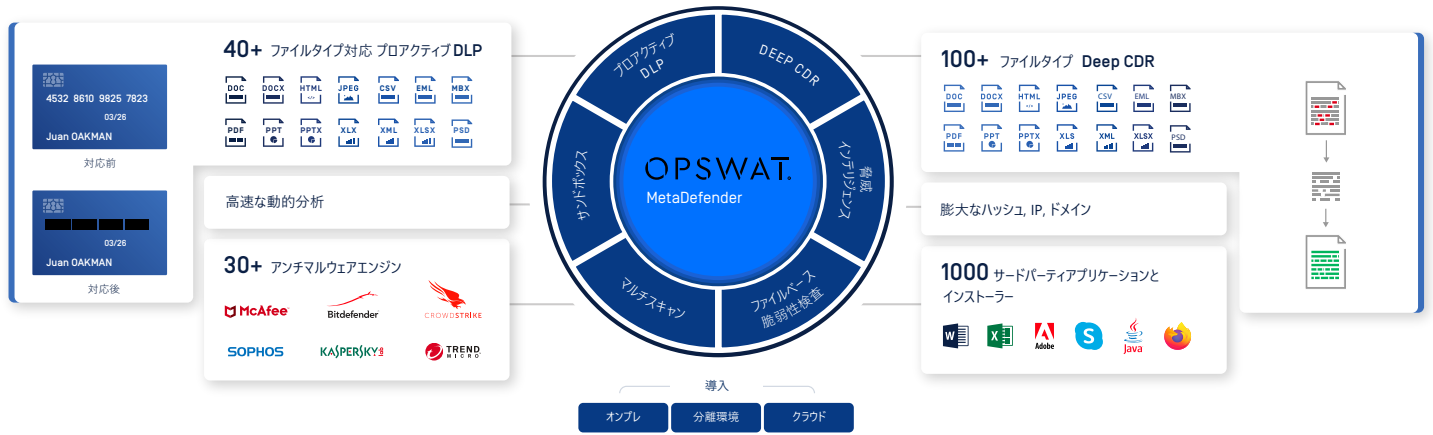 4532 8610 9825 7823
03/26
Juan OAKMAN
対応前
03/26
Juan OAKMAN
対応後
40+ ファイルタイプ対応 プロアクティブ DLP
DOC DOCX HTML JPEG CSV EML MBX
PDF PPT PPTX XLX XML XLSX PSD
高速な動的分析
30+ アンチマルウェアエンジン
McAfee Bitdefender CROWDSTRIKE
SOPHOS KASPERSKY TREND MICRO
プロアクティブ
DLP
DEEP CDR
サンドボックス
脅威
インテリジェンス
マルチスキャン
ファイルベース
脆弱性検査
OPSWAT.
MetaDefender
導入
オンプレ 分離環境 クラウド
100+ ファイルタイプ Deep CDR
DOC DOCX HTML JPEG CSV EML MBX
PDF PPT PPTX XLS XML XLSX PSD
膨大なハッシュ, IP, ドメイン
1000 サードパーティアプリケーションと
インストーラー
W X Adobe S Java